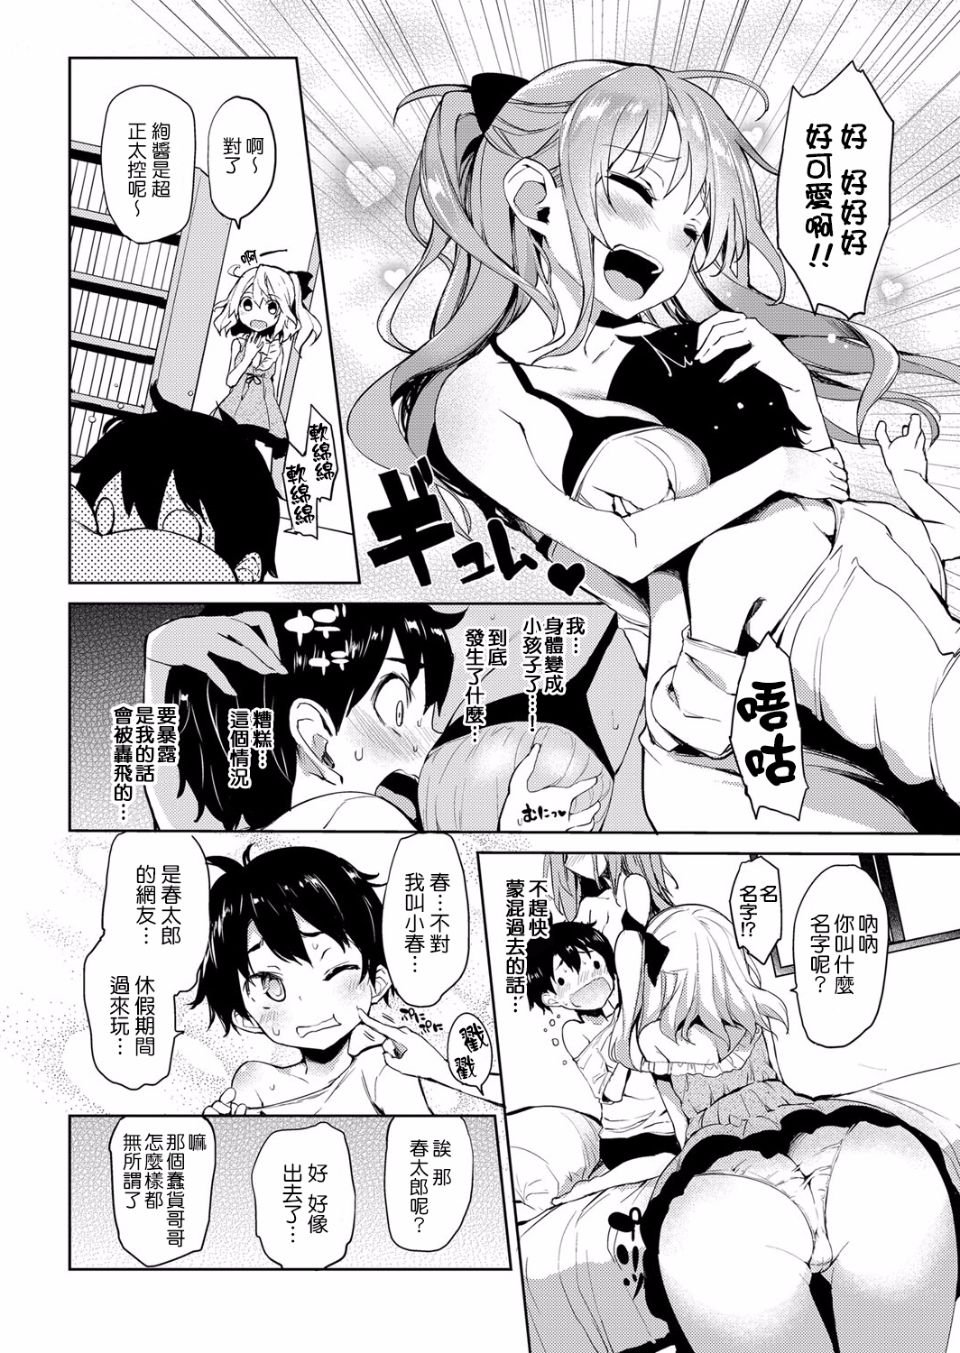 好 好好好
好可愛啊!!
ギュム♥
唔咕
啊～
對了
絢醬是超
正太控呢～
啊—
軟綿綿
軟綿綿
我…
身體變成
小孩子了…!
到底
發生了什麼…
むにっ♥
糟糕…
這個情況
要暴露
是我的話
會被轟飛的…
吶吶
你叫什麼
名字呢?
名
名字!?
不趕快
蒙混過去的話…
春…不對
我叫小春…
是春太郎
的網友…
休假期間
過來玩…
ぷに
ぷに
戳
戳
誒 那
春太郎呢?
好 好像
出去了…
嘛
那個蠢貨哥哥
怎麼樣都
無所謂了